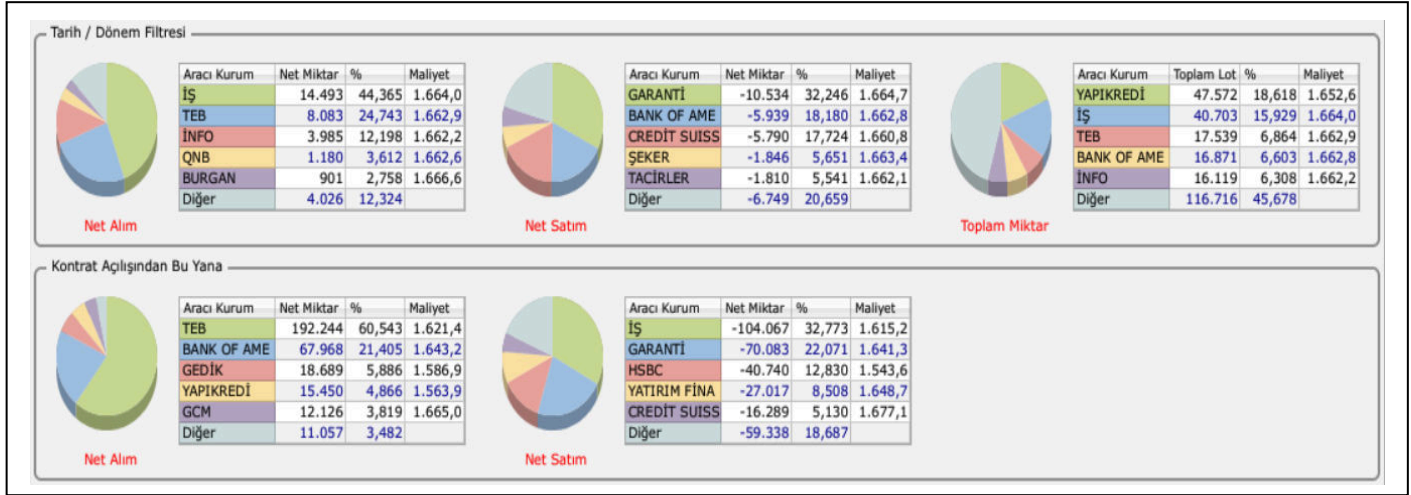 Tarih / Dönem Filtresi
Aracı Kurum Net Miktar % Maliyet
İŞ 14.493 44,365 1.664,0
TEB 8.083 24,743 1.662,9
İNFO 3.985 12,198 1.662,2
QNB 1.180 3,612 1.662,6
BURGAN 901 2,758 1.666,6
Diğer 4.026 12,324
Net Alım
Aracı Kurum Net Miktar % Maliyet
GARANTİ -10.534 32,246 1.664,7
BANK OF AME -5.939 18,180 1.662,8
CREDİT SUISS -5.790 17,724 1.660,8
ŞEKER -1.846 5,651 1.663,4
TACİRLER -1.810 5,541 1.662,1
Diğer -6.749 20,659
Net Satım
Aracı Kurum Toplam Lot % Maliyet
YAPIKREDİ 47.572 18,618 1.652,6
İŞ 40.703 15,929 1.664,0
TEB 17.539 6,864 1.662,9
BANK OF AME 16.871 6,603 1.662,8
İNFO 16.119 6,308 1.662,2
Diğer 116.716 45,678
Toplam Miktar
Kontrat Açılışından Bu Yana
Aracı Kurum Net Miktar % Maliyet
TEB 192.244 60,543 1.621,4
BANK OF AME 67.968 21,405 1.643,2
GEDİK 18.689 5,886 1.586,9
YAPIKREDİ 15.450 4,866 1.563,9
GCM 12.126 3,819 1.665,0
Diğer 11.057 3,482
Net Alım
Aracı Kurum Net Miktar % Maliyet
İŞ -104.067 32,773 1.615,2
GARANTİ -70.083 22,071 1.641,3
HSBC -40.740 12,830 1.543,6
YATIRIM FİNA -27.017 8,508 1.648,7
CREDİT SUISS -16.289 5,130 1.677,1
Diğer -59.338 18,687
Net Satım